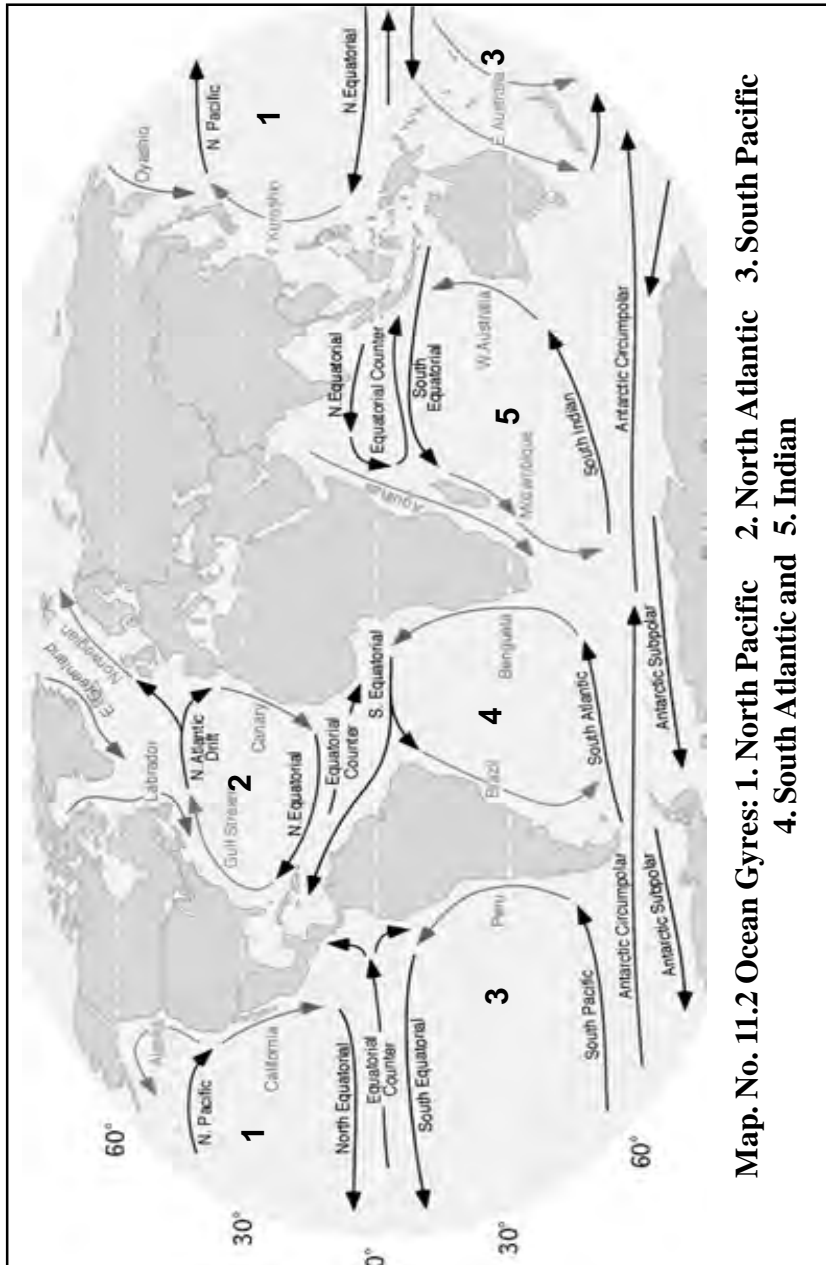 60°
30°
0°
30°
60°
Alaska
N. Pacific
California
1
North Equatorial
Equatorial
Counter
South Equatorial
3
Peru
South Pacific
Antarctic Circumpolar
Antarctic Subpolar
Labrador
E. Greenland
Norwegian
N. Atlantic
Drift
Gulf Stream
2
Canary
N. Equatorial
Equatorial
Counter
S. Equatorial
4
Brazil
Benguela
South Atlantic
Antarctic Subpolar
Agulhas
N. Equatorial
Equatorial Counter
South
Equatorial
Mozambique
5
W. Australia
South Indian
Antarctic Circumpolar
Oyashio
N. Pacific
Kuroshio
1
N. Equatorial
3
E. Australia
Map. No. 11.2 Ocean Gyres: 1. North Pacific 2. North Atlantic 3. South Pacific
4. South Atlantic and 5. Indian